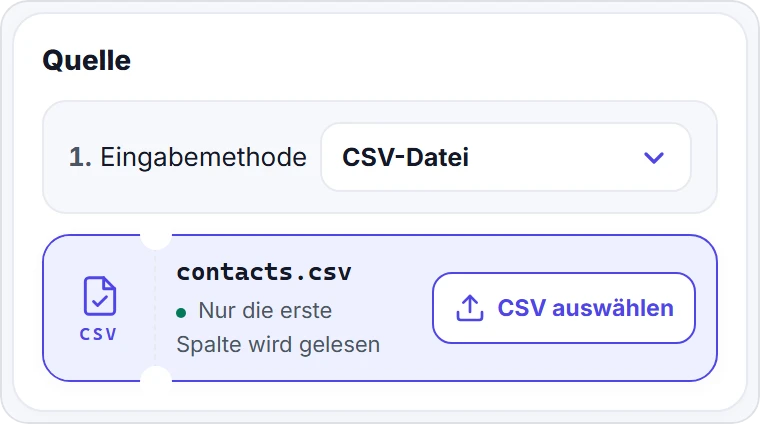 Quelle
1. Eingabemethode
CSV-Datei
CSV
contacts.csv
Nur die erste
Spalte wird gelesen
CSV auswählen